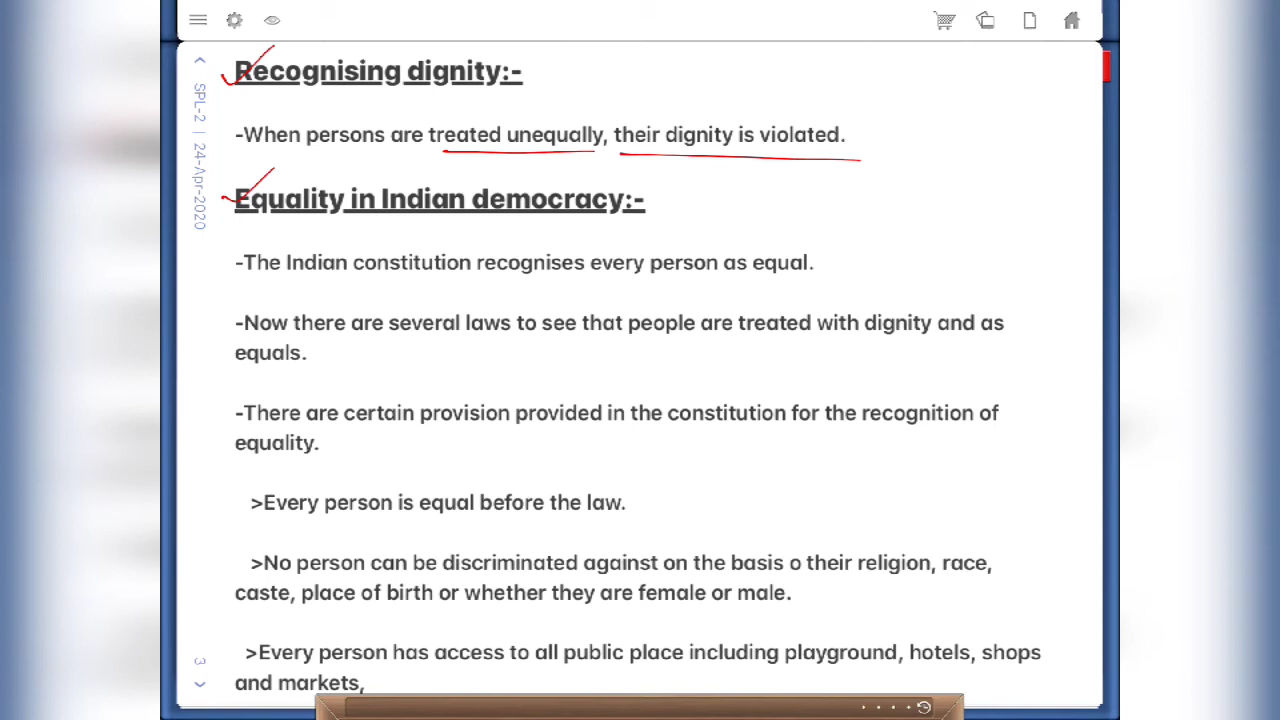 Recognising dignity:-
-When persons are treated unequally, their dignity is violated.
Equality in Indian democracy:-
-The Indian constitution recognises every person as equal.
-Now there are several laws to see that people are treated with dignity and as
equals.
-There are certain provision provided in the constitution for the recognition of
equality.
>Every person is equal before the law.
>No person can be discriminated against on the basis o their religion, race,
caste, place of birth or whether they are female or male.
>Every person has access to all public place including playground, hotels, shops
and markets,
SPL-2 | 24-Apr-2020
3